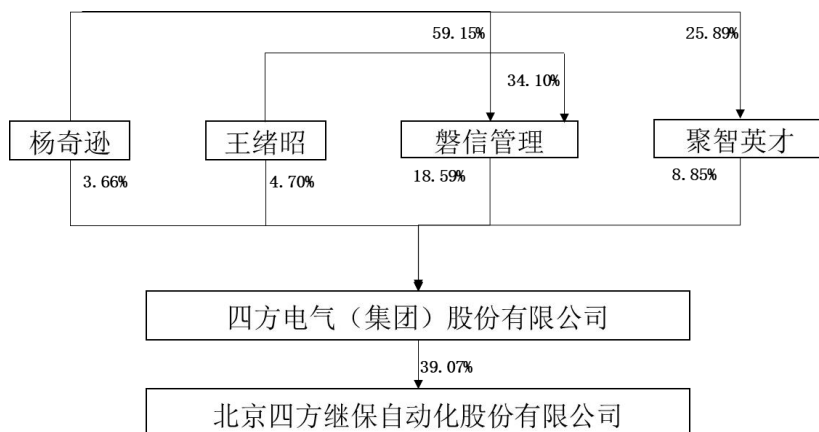 59.15%
25.89%
34.10%
杨奇逊
王绪昭
磐信管理
聚智英才
3.66%
4.70%
18.59%
8.85%
四方电气（集团）股份有限公司
39.07%
北京四方继保自动化股份有限公司